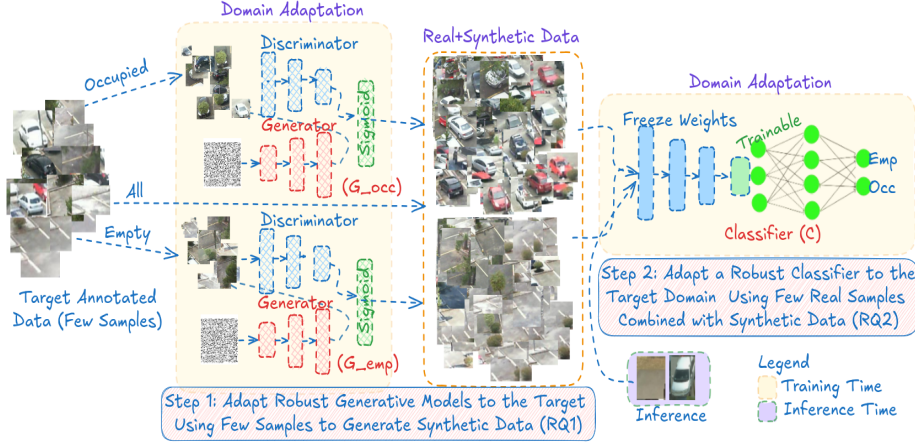 Domain Adaptation
Occupied
Discriminator
Generator
Sigmoid
(G_occ)
All
Empty
Discriminator
Generator
Sigmoid
(G_emp)
Target Annotated
Data (Few Samples)
Step 1: Adapt Robust Generative Models to the Target
Using Few Samples to Generate Synthetic Data (RQ1)
Real+Synthetic Data
Domain Adaptation
Freeze Weights
Trainable
Emp
Occ
Classifier (C)
Step 2: Adapt a Robust Classifier to the
Target Domain Using Few Real Samples
Combined with Synthetic Data (RQ2)
Inference
Legend
Training Time
Inference Time